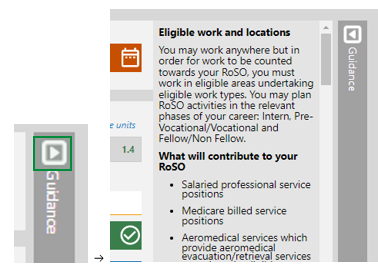 Guidance
→
Eligible work and locations
You may work anywhere but in
order for work to be counted
towards your RoSO, you must
work in eligible areas undertaking
eligible work types. You may plan
RoSO activities in the relevant
phases of your career: Intern, Pre-
Vocational/Vocational and
Fellow/Non Fellow.
e units
1.4
What will contribute to your
RoSO
• Salaried professional service
positions
• Medicare billed service
positions
• Aeromedical services which
provide aeromedical
evacuation/retrieval services
Guidance